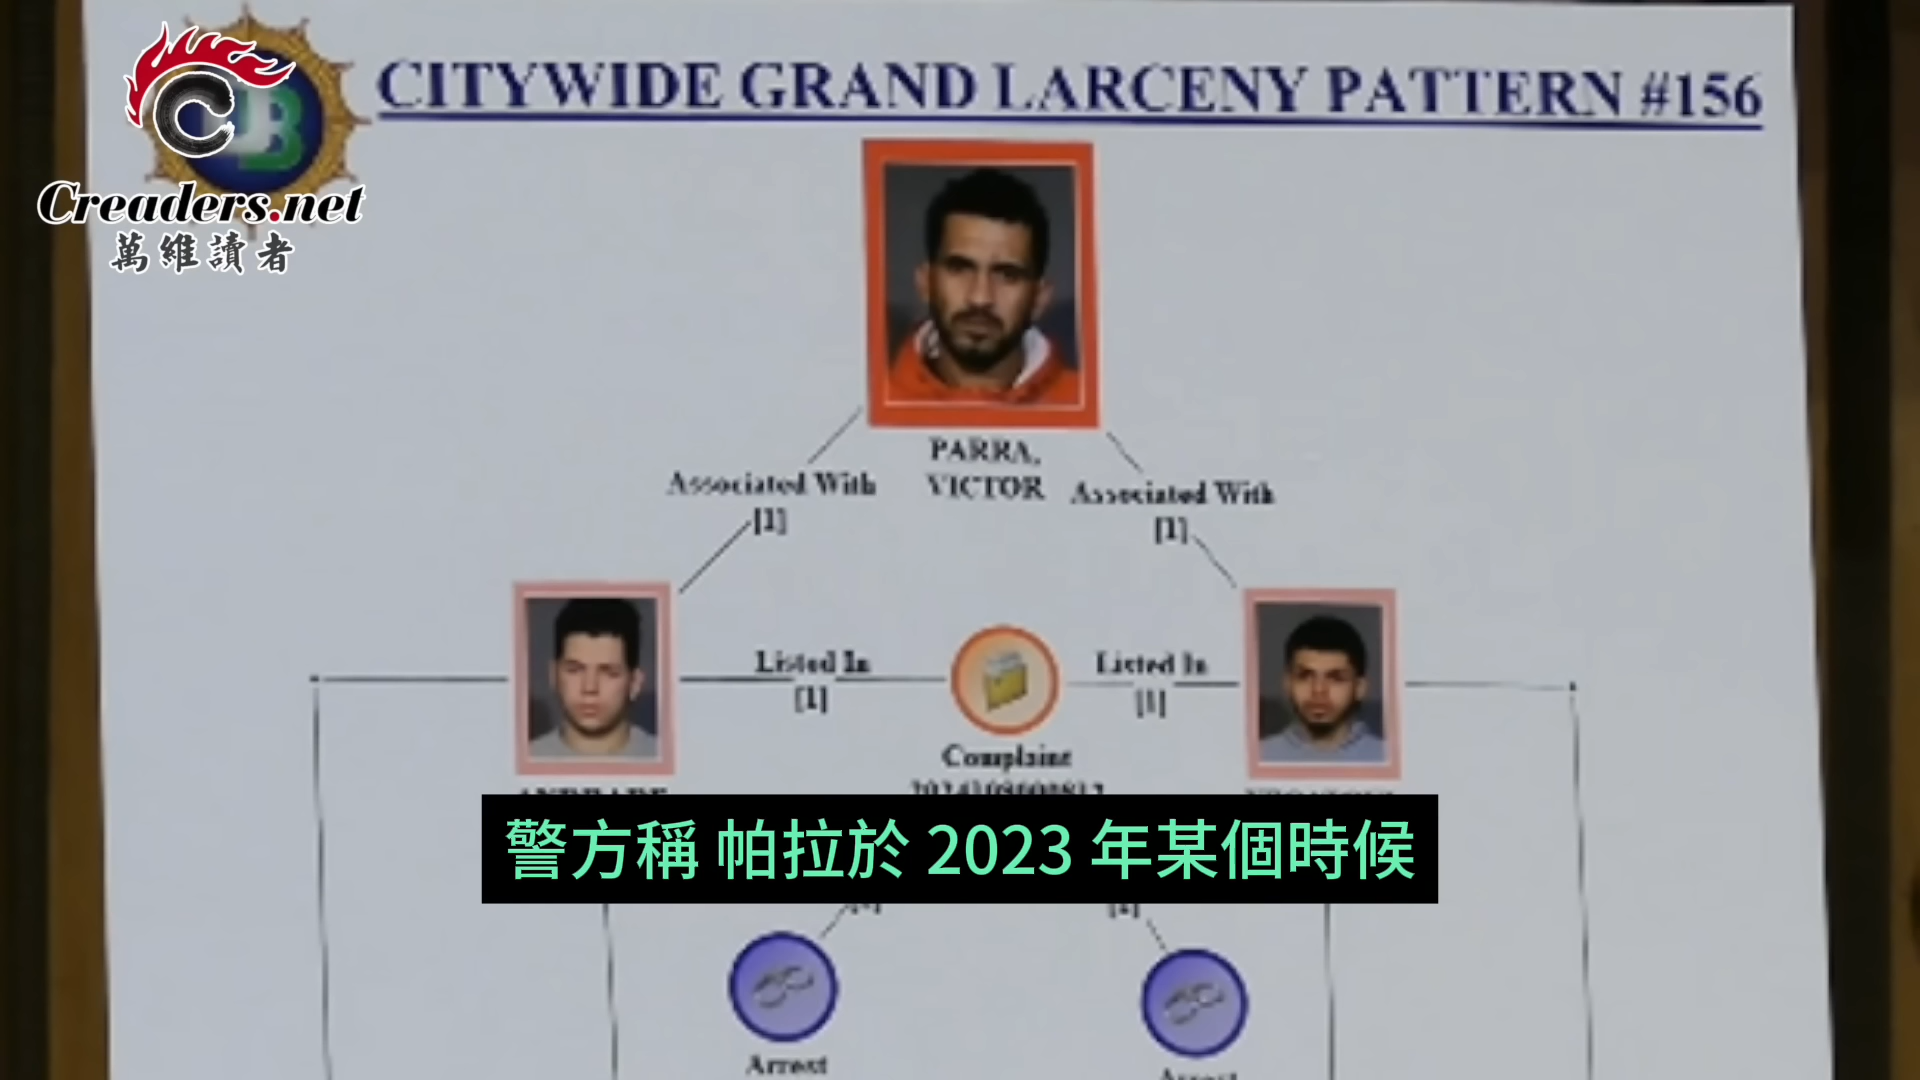 CITYWIDE GRAND LARCENY PATTERN #156
Creaders.net
萬維讀者
PARRA,
VICTOR
Associated With
[1]
Associated With
[1]
Listed In
[1]
Listed In
[1]
Complaint
警方稱 帕拉於 2023 年某個時候
Arrest
Arrest